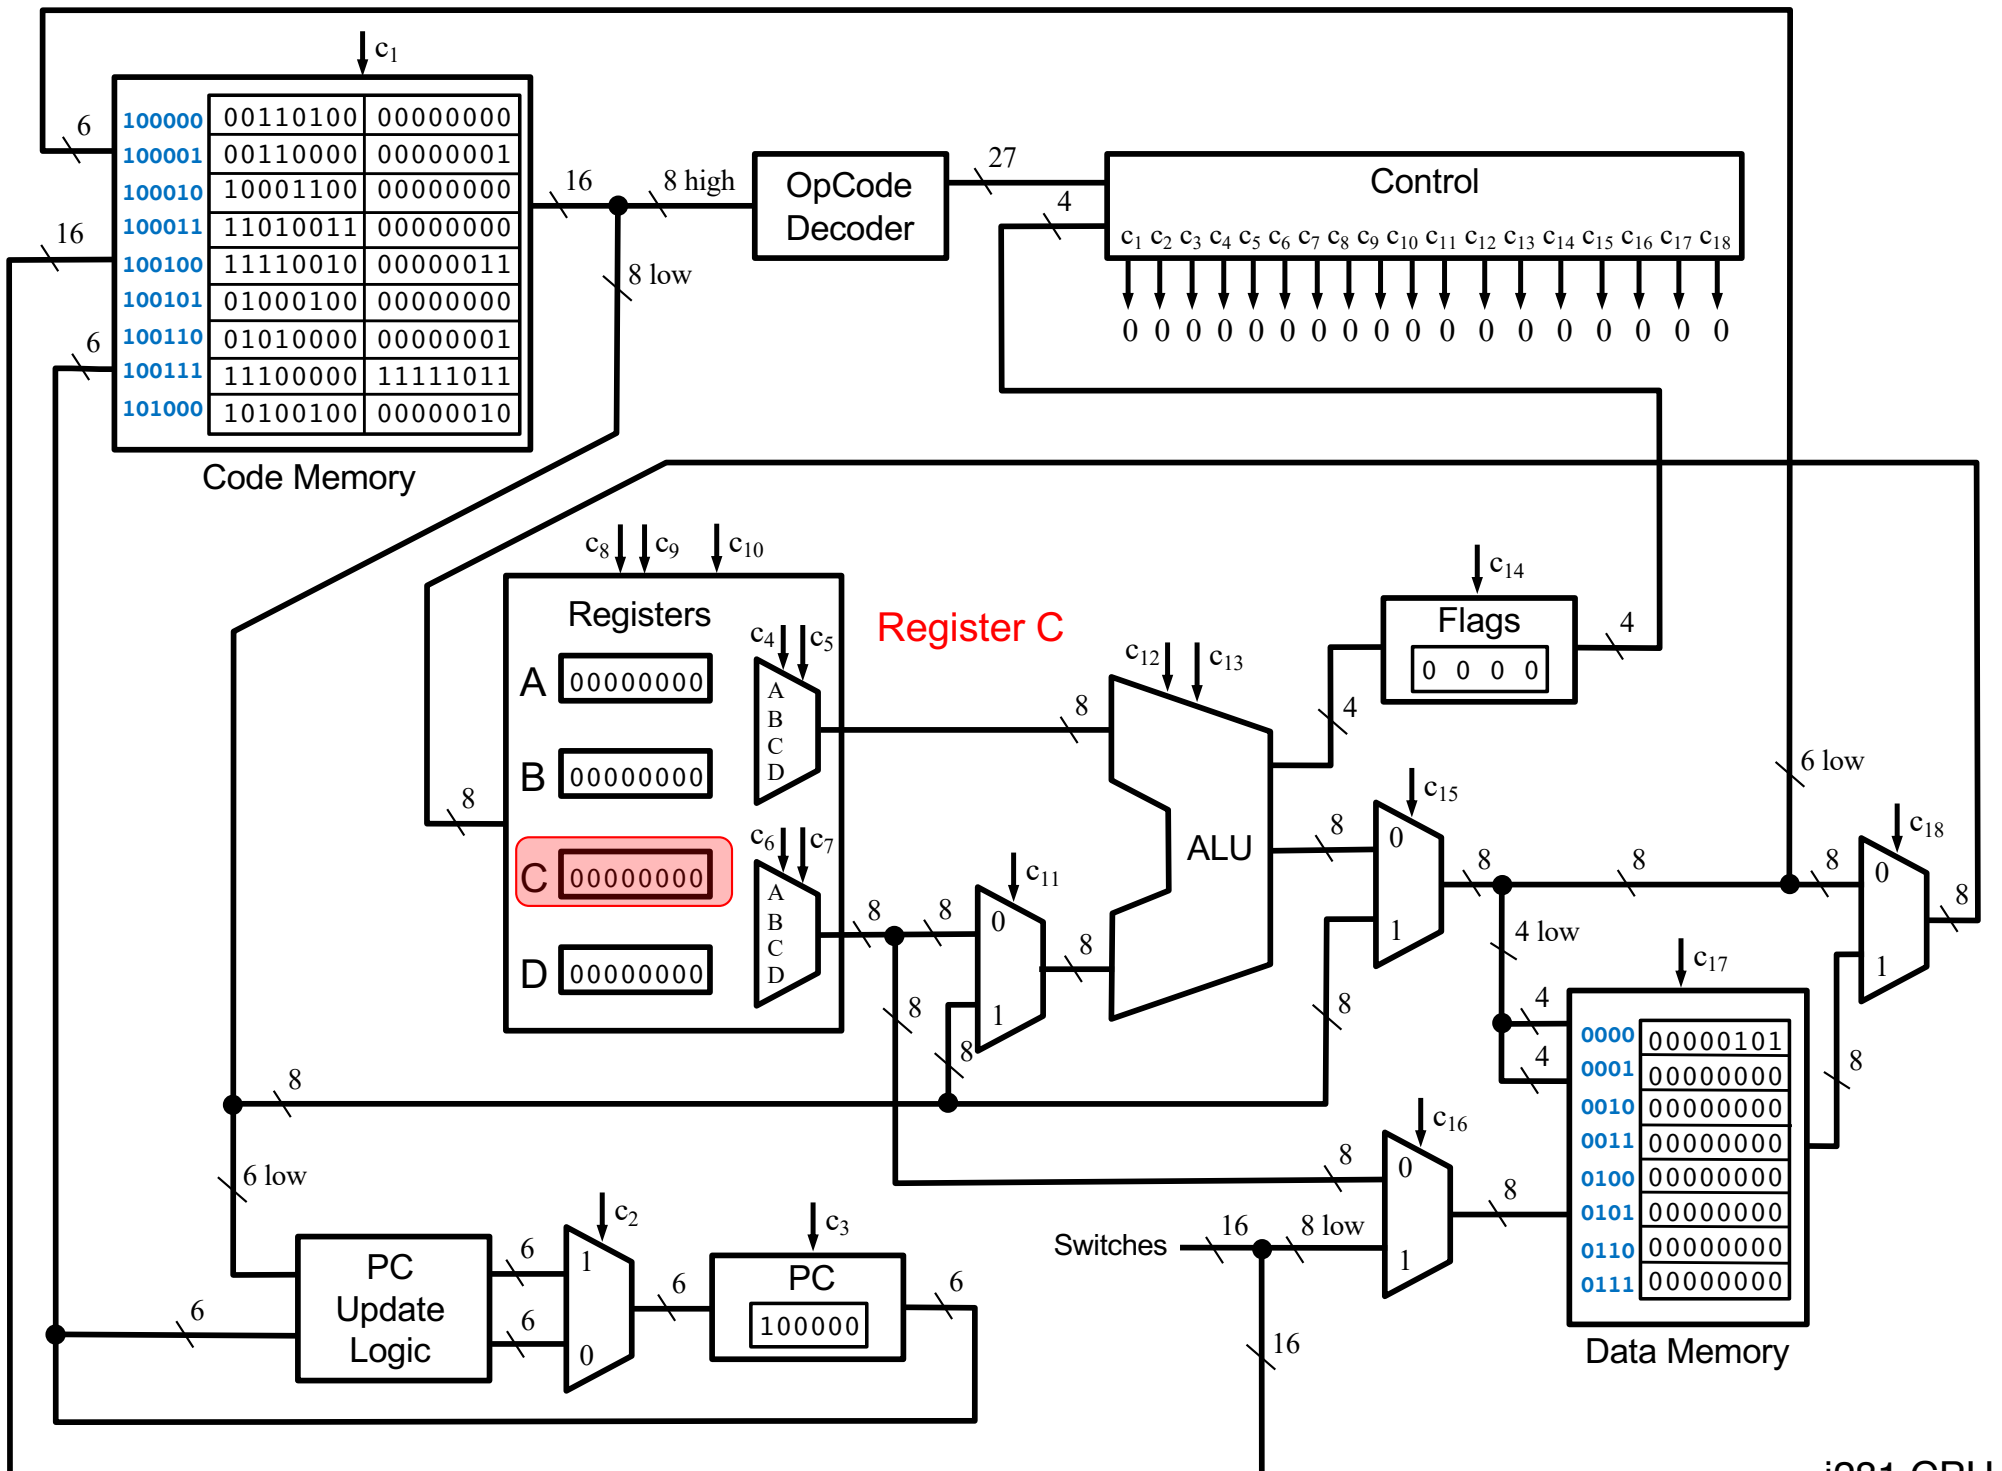 c1
100000 00110100 00000000
100001 00110000 00000001
100010 10001100 00000000
100011 11010011 00000000
100100 11110010 00000011
100101 01000100 00000000
100110 01010000 00000001
100111 11100000 11111011
101000 10100100 00000010
Code Memory
6
16
6
16
8 high
8 low
OpCode
Decoder
27
4
Control
c1 c2 c3 c4 c5 c6 c7 c8 c9 c10 c11 c12 c13 c14 c15 c16 c17 c18
0 0 0 0 0 0 0 0 0 0 0 0 0 0 0 0 0 0
c8 c9 c10
Registers
A 00000000
B 00000000
C 00000000
D 00000000
8
c4 c5
A
B
C
D
c6 c7
A
B
C
D
Register C
8
8
8
8
c11
0
1
8
8
c12 c13
ALU
c14
Flags
0 0 0 0
4
4
8
c15
0
1
8
8
8
4 low
6 low
8
c18
0
1
8
c17
4
4
0000 00000101
0001 00000000
0010 00000000
0011 00000000
0100 00000000
0101 00000000
0110 00000000
0111 00000000
Data Memory
8
8
6 low
6
PC
Update
Logic
6
6
c2
1
0
6
c3
PC
100000
6
Switches
16
8 low
16
8
c16
0
1
8